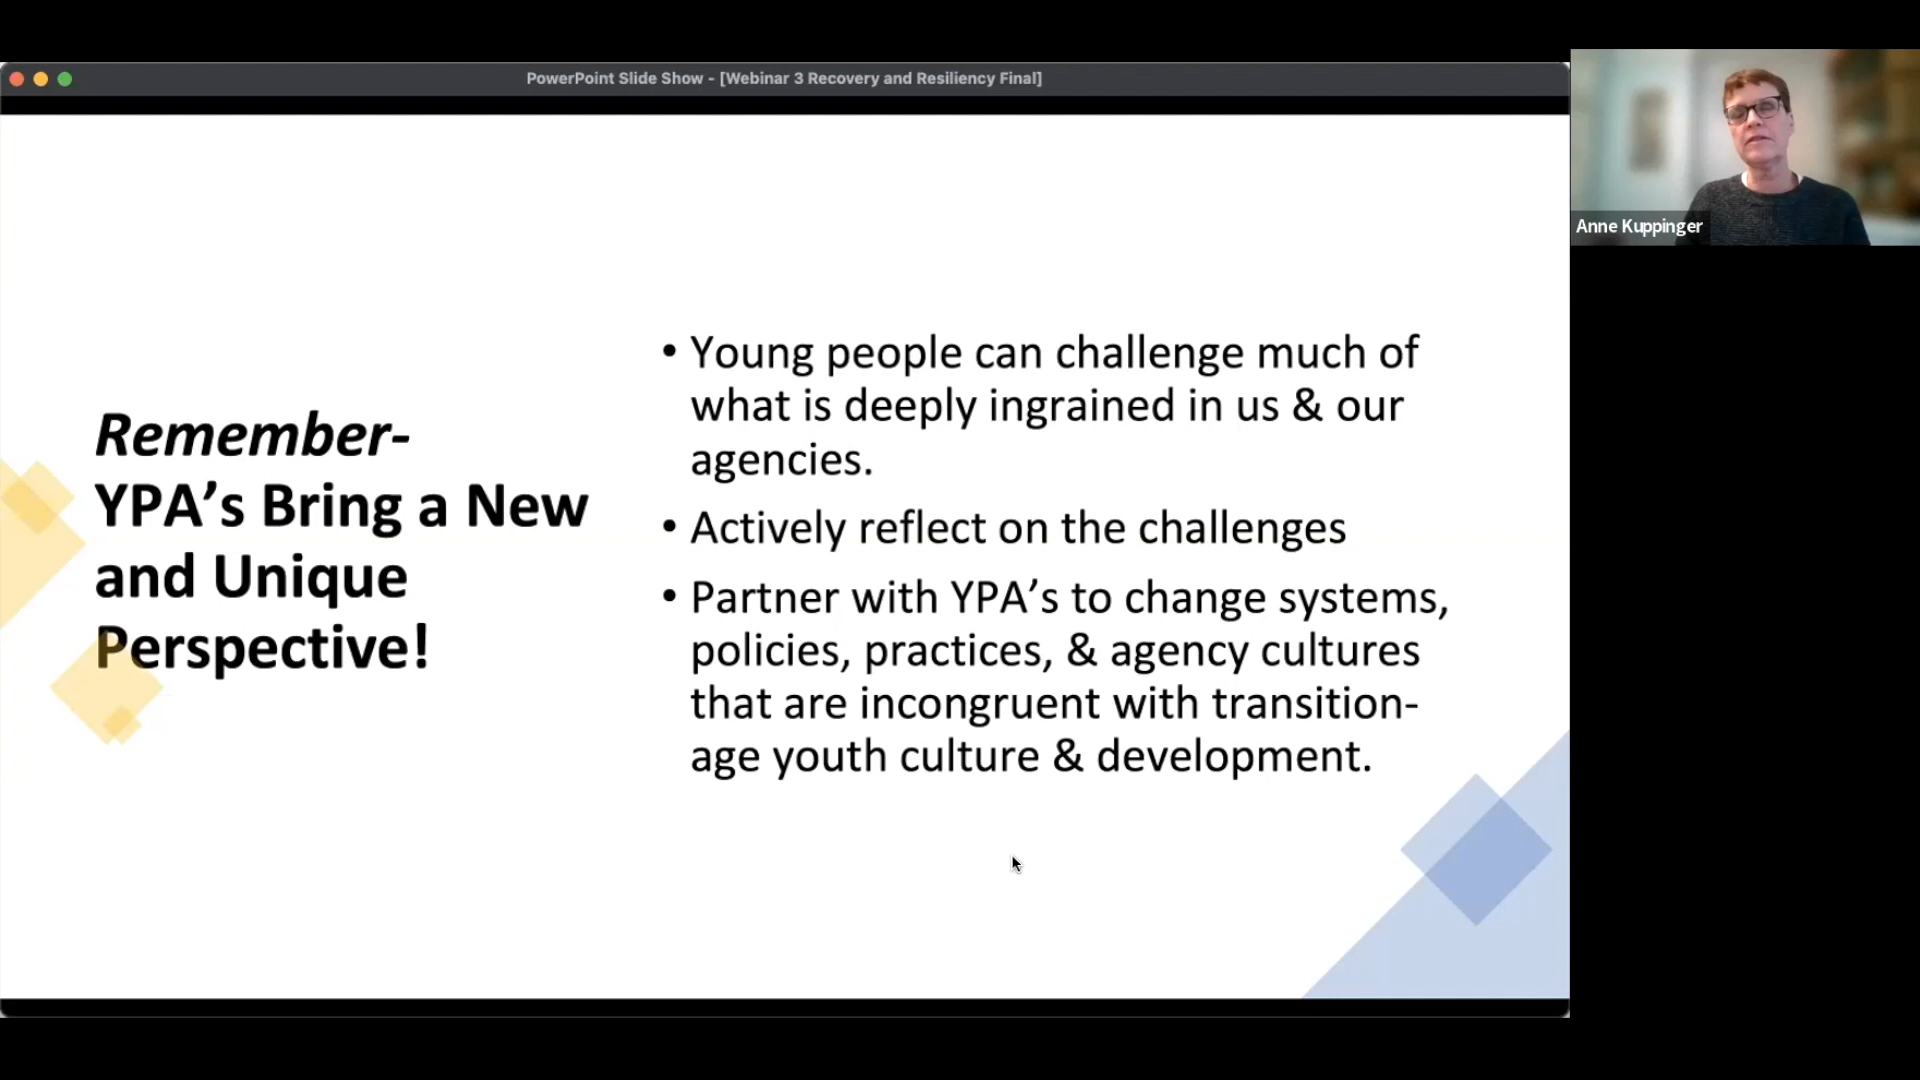 PowerPoint Slide Show - [Webinar 3 Recovery and Resiliency Final]
Remember-
YPA’s Bring a New
and Unique
Perspective!
• Young people can challenge much of
what is deeply ingrained in us & our
agencies.
• Actively reflect on the challenges
• Partner with YPA’s to change systems,
policies, practices, & agency cultures
that are incongruent with transition-
age youth culture & development.
Anne Kuppinger